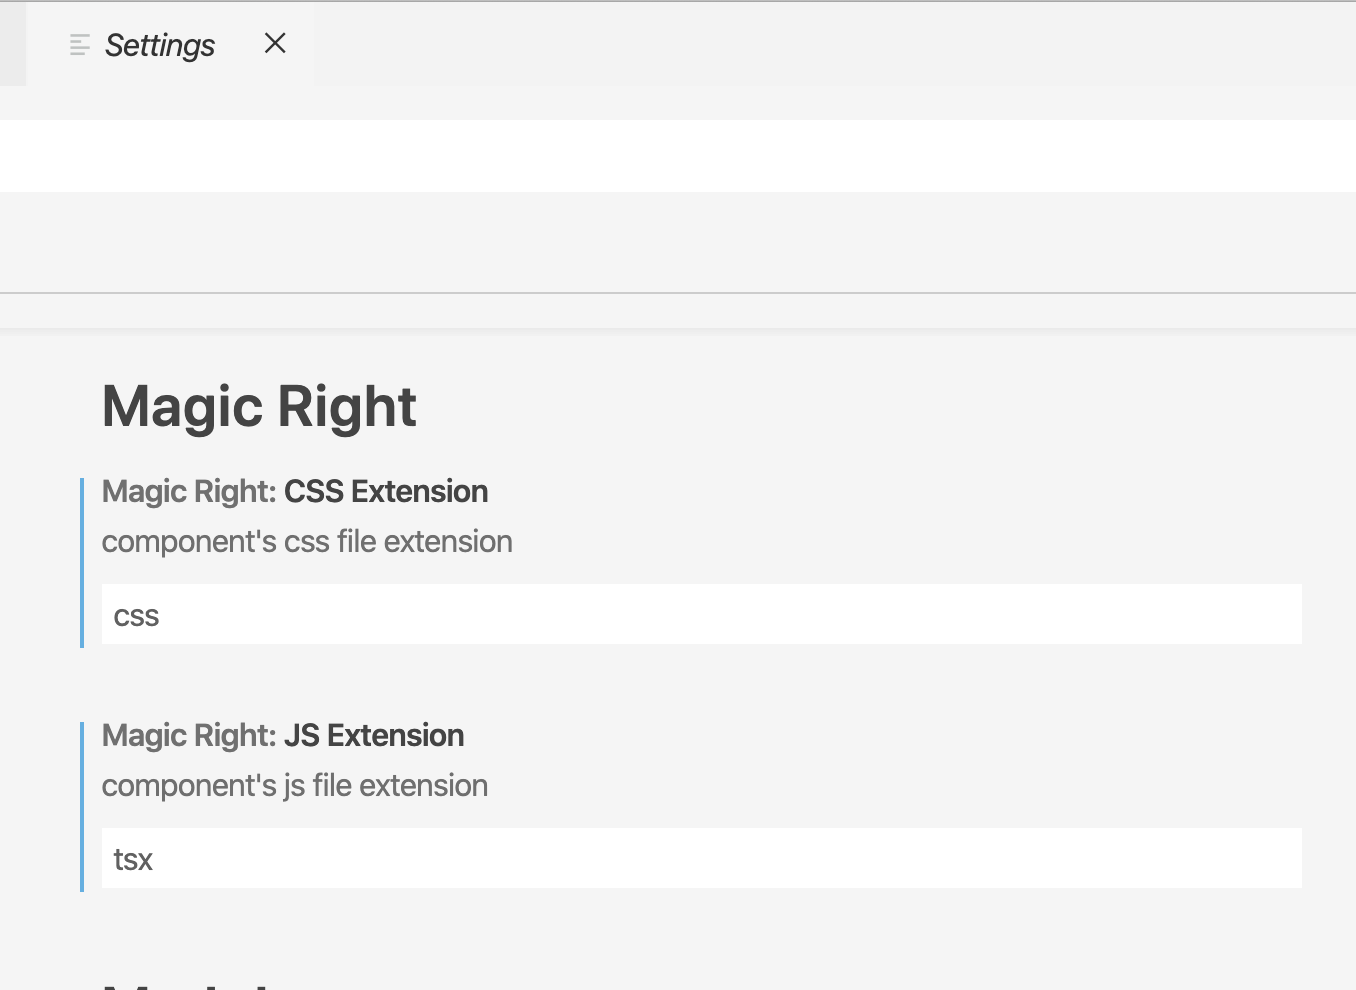 Settings
Magic Right
Magic Right: CSS Extension
component's css file extension
css
Magic Right: JS Extension
component's js file extension
tsx